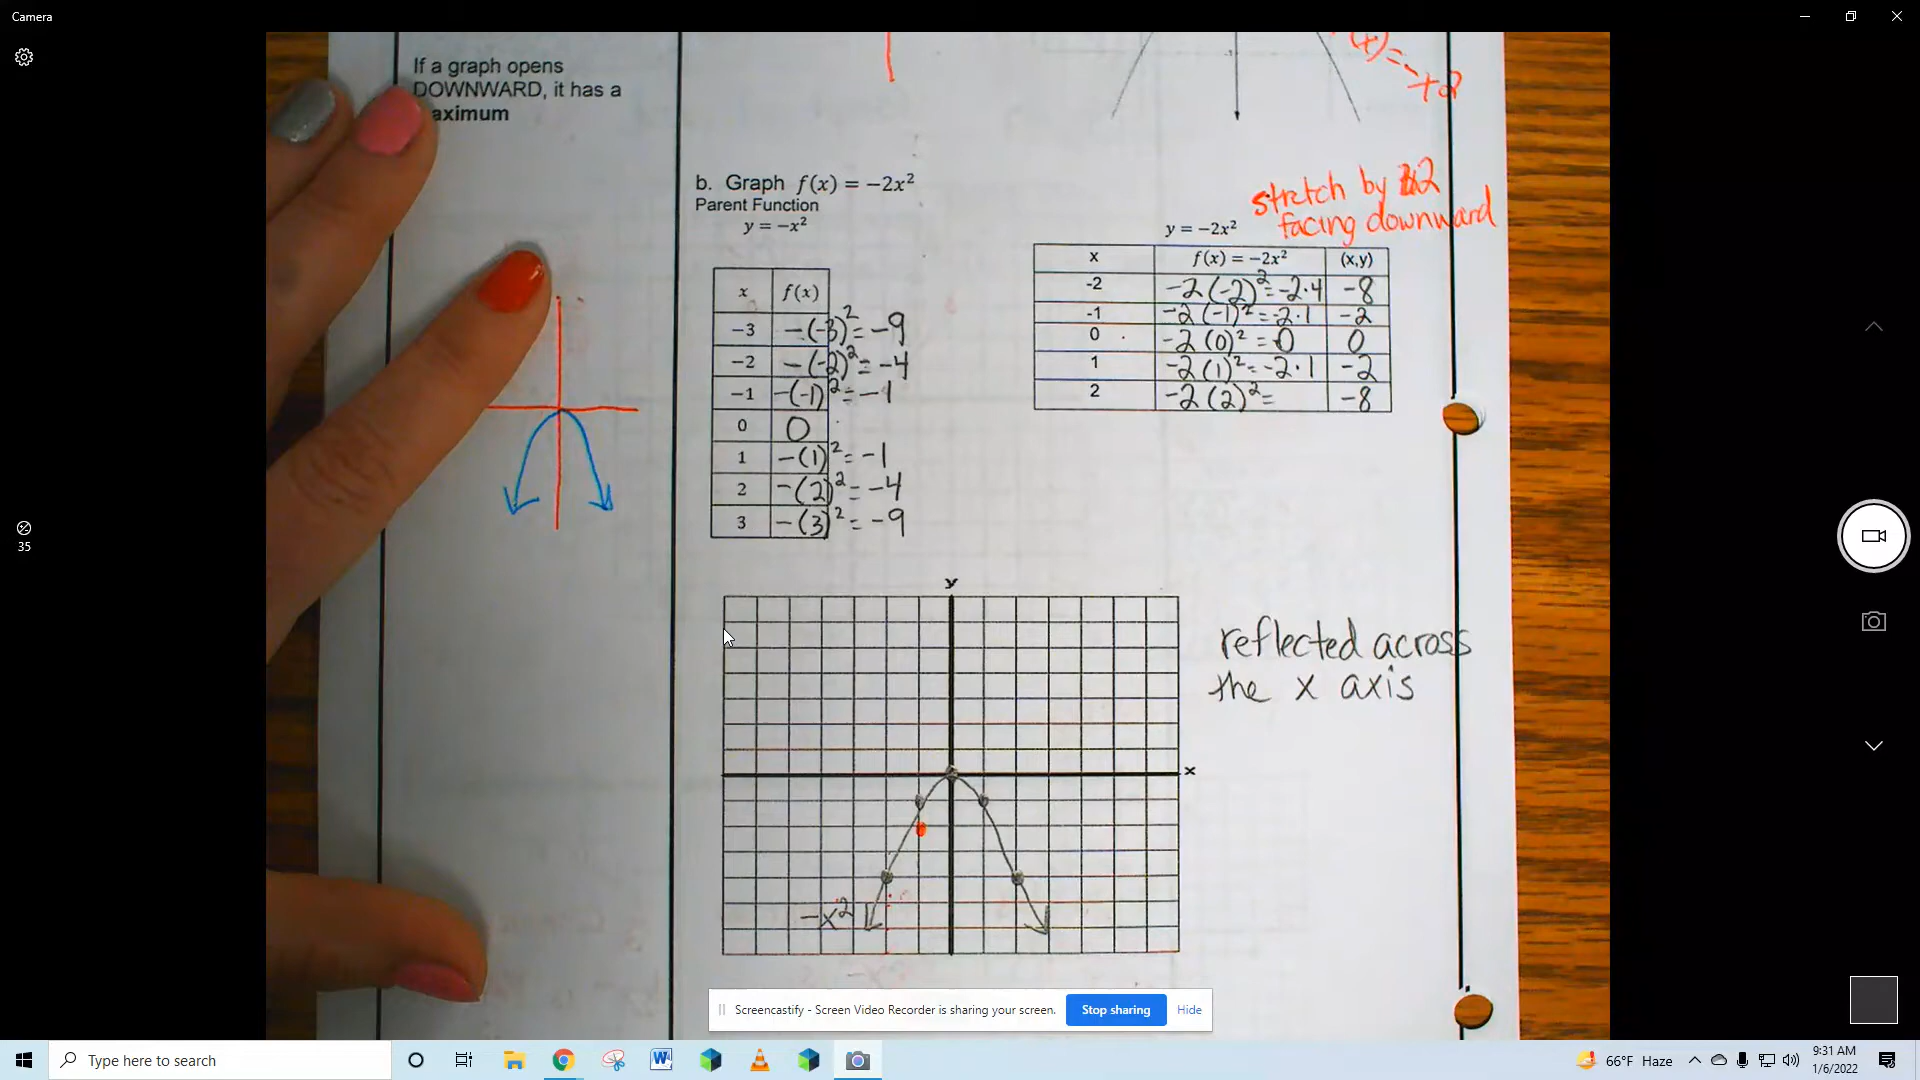 Camera
If a graph opens
DOWNWARD, it has a
aximum
+2
b. Graph f(x) = −2x²
Parent Function
y = −x²
stretch by 2
facing downward
y = −2x²
x f(x)
−3 −(−3)² = −9
−2 −(−2)² = −4
−1 −(−1)² = −1
0 0
1 −(1)² = −1
2 −(2)² = −4
3 −(3)² = −9
x f(x) = −2x² (x,y)
-2 −2(−2)² = −2·4 −8
-1 −2(−1)² = −2·1 −2
0 −2(0)² = 0 0
1 −2(1)² = −2·1 −2
2 −2(2)² = −8
35
y
x
reflected across
the x axis
−x²
Screencastify - Screen Video Recorder is sharing your screen. Stop sharing Hide
Type here to search
66°F Haze
9:31 AM
1/6/2022